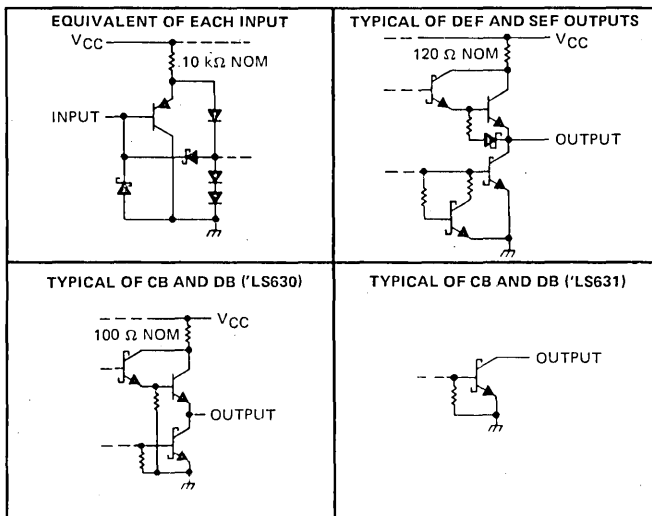 EQUIVALENT OF EACH INPUT
VCC
10 kΩ NOM
INPUT
TYPICAL OF DEF AND SEF OUTPUTS
VCC
120 Ω NOM
OUTPUT
TYPICAL OF CB AND DB ('LS630)
VCC
100 Ω NOM
OUTPUT
TYPICAL OF CB AND DB ('LS631)
OUTPUT